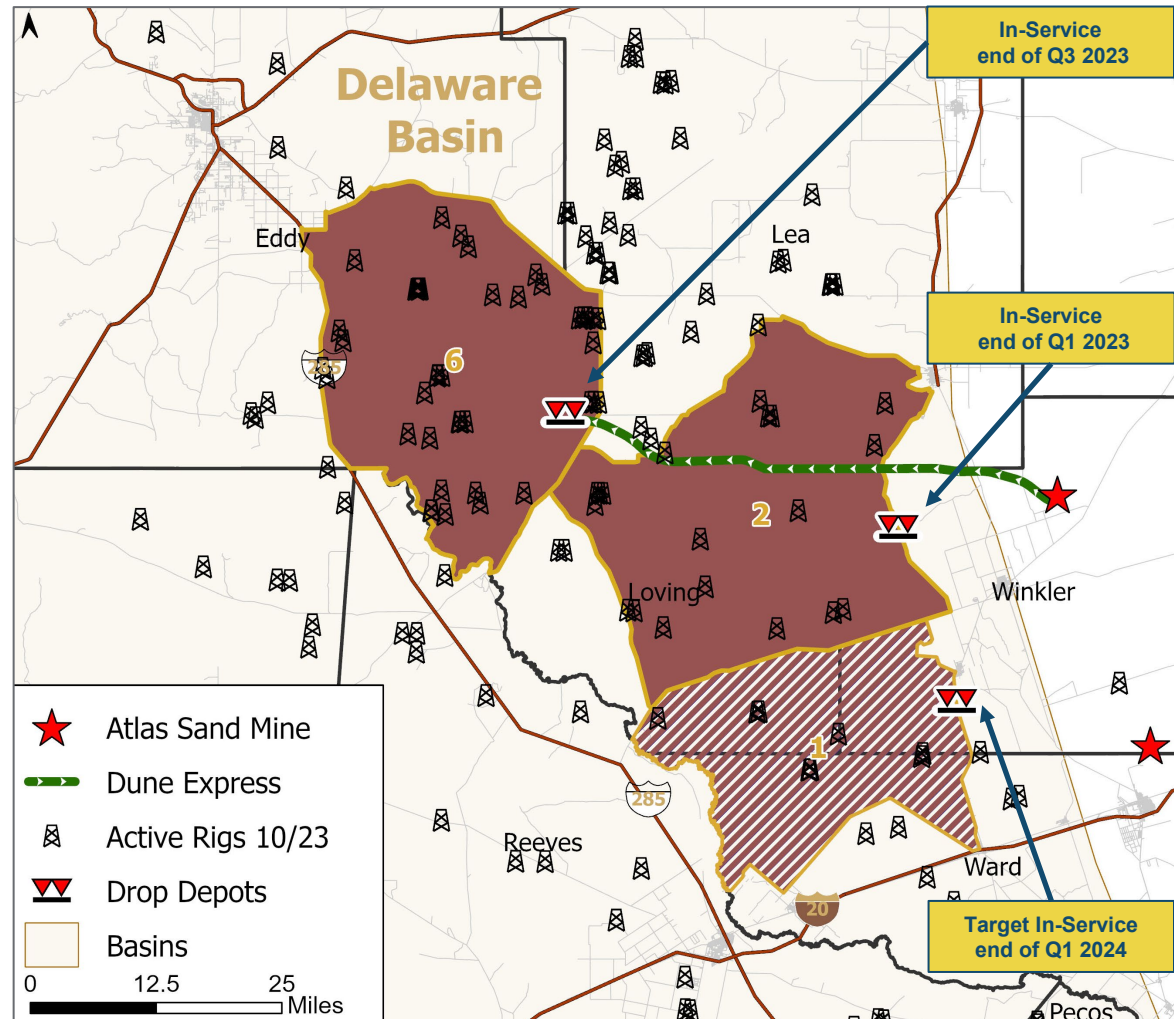 In-Service
end of Q3 2023
Delaware
Basin
Eddy
Lea
In-Service
end of Q1 2023
6
285
2
Loving
Winkler
1
285
Reeves
Ward
20
Target In-Service
end of Q1 2024
Pecos
Atlas Sand Mine
Dune Express
Active Rigs 10/23
Drop Depots
Basins
0 12.5 25
Miles